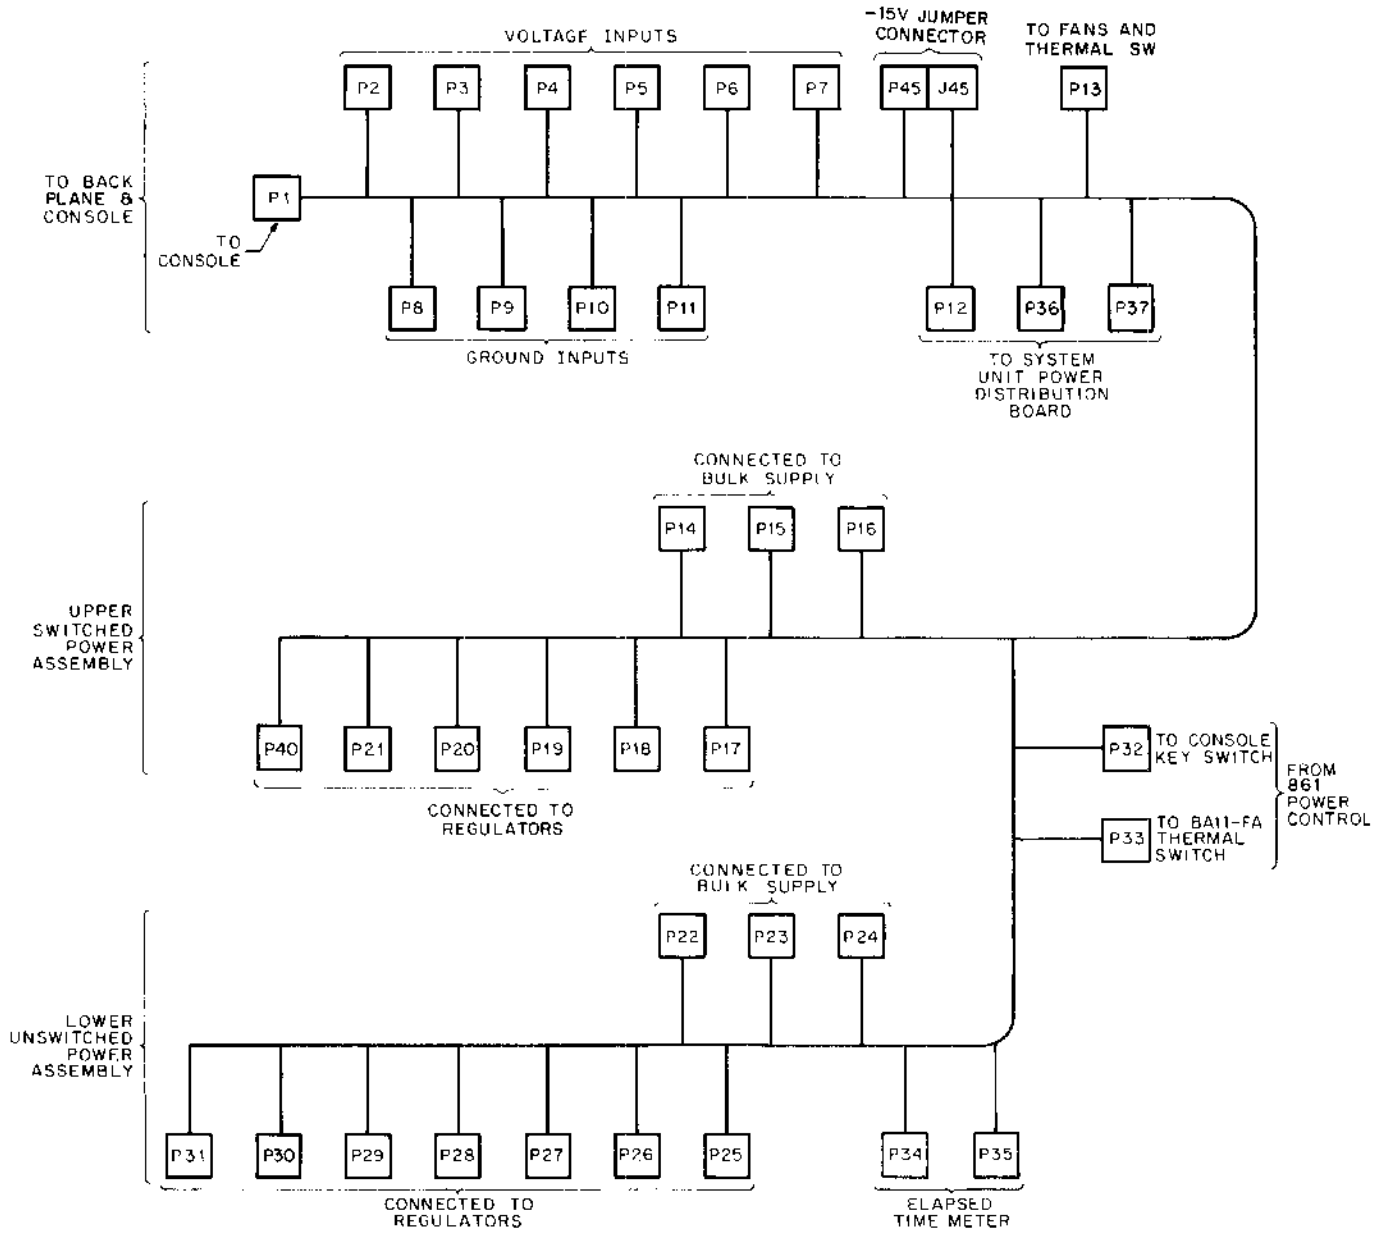 -15V JUMPER
CONNECTOR
VOLTAGE INPUTS
TO FANS AND
THERMAL SW
P2
P3
P4
P5
P6
P7
P45
J45
P13
TO BACK
PLANE &
CONSOLE
P1
TO
CONSOLE
P8
P9
P10
P11
P12
P36
P37
GROUND INPUTS
TO SYSTEM
UNIT POWER
DISTRIBUTION
BOARD
CONNECTED TO
BULK SUPPLY
P14
P15
P16
UPPER
SWITCHED
POWER
ASSEMBLY
P40
P21
P20
P19
P18
P17
CONNECTED TO
REGULATORS
P32
TO CONSOLE
KEY SWITCH
P33
TO BA11-FA
THERMAL
SWITCH
FROM
861
POWER
CONTROL
CONNECTED TO
BULK SUPPLY
P22
P23
P24
LOWER
UNSWITCHED
POWER
ASSEMBLY
P31
P30
P29
P28
P27
P26
P25
P34
P35
CONNECTED TO
REGULATORS
ELAPSED
TIME METER